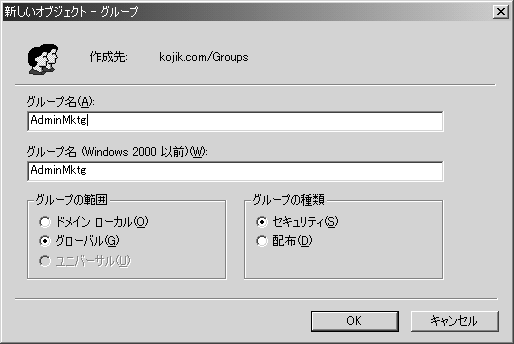 新しいオブジェクト - グループ
作成先: kojik.com/Groups
グループ名(A):
AdminMktg
グループ名 (Windows 2000 以前)(W):
AdminMktg
グループの範囲
ドメイン ローカル(O)
グローバル(G)
ユニバーサル(U)
グループの種類
セキュリティ(S)
配布(D)
OK
キャンセル